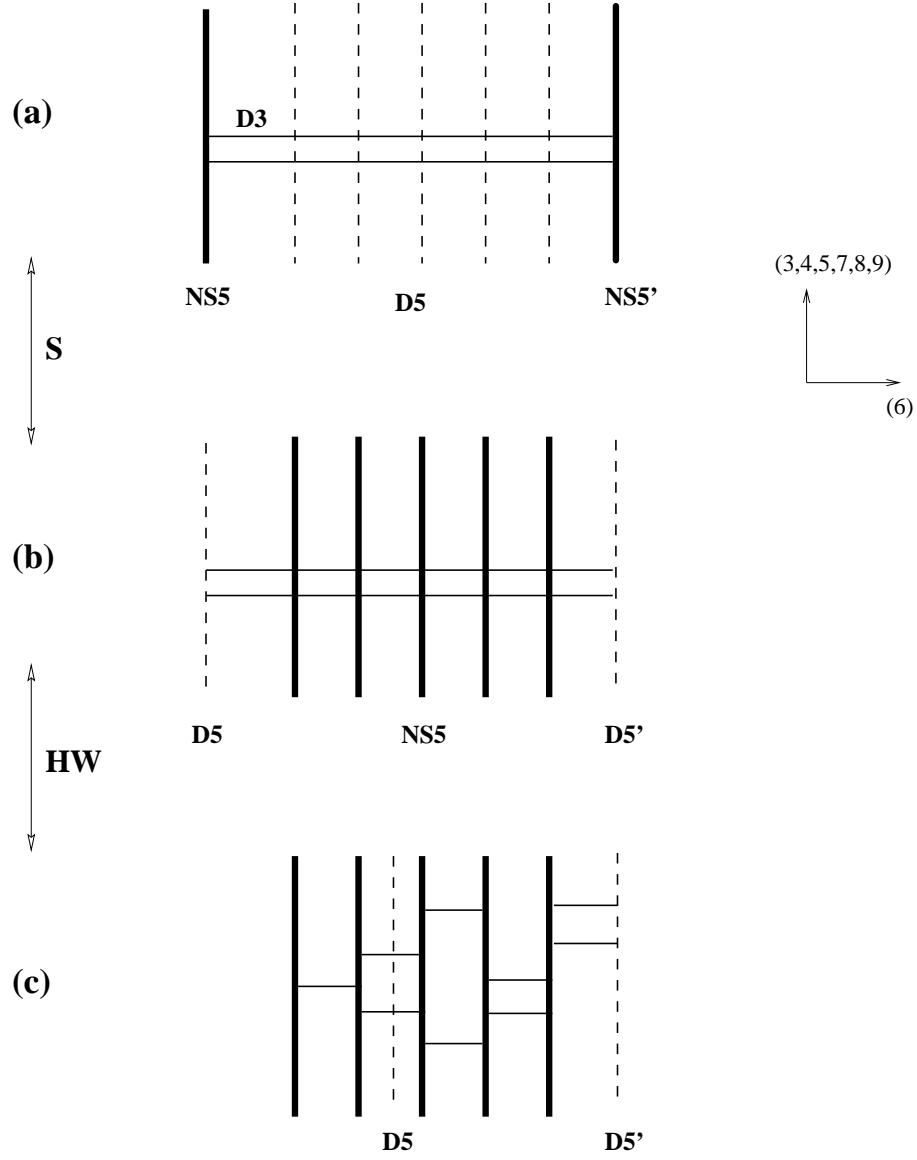 (a)
D3
NS5
D5
NS5’
(3,4,5,7,8,9)
(6)
S
(b)
D5
NS5
D5’
HW
(c)
D5
D5’